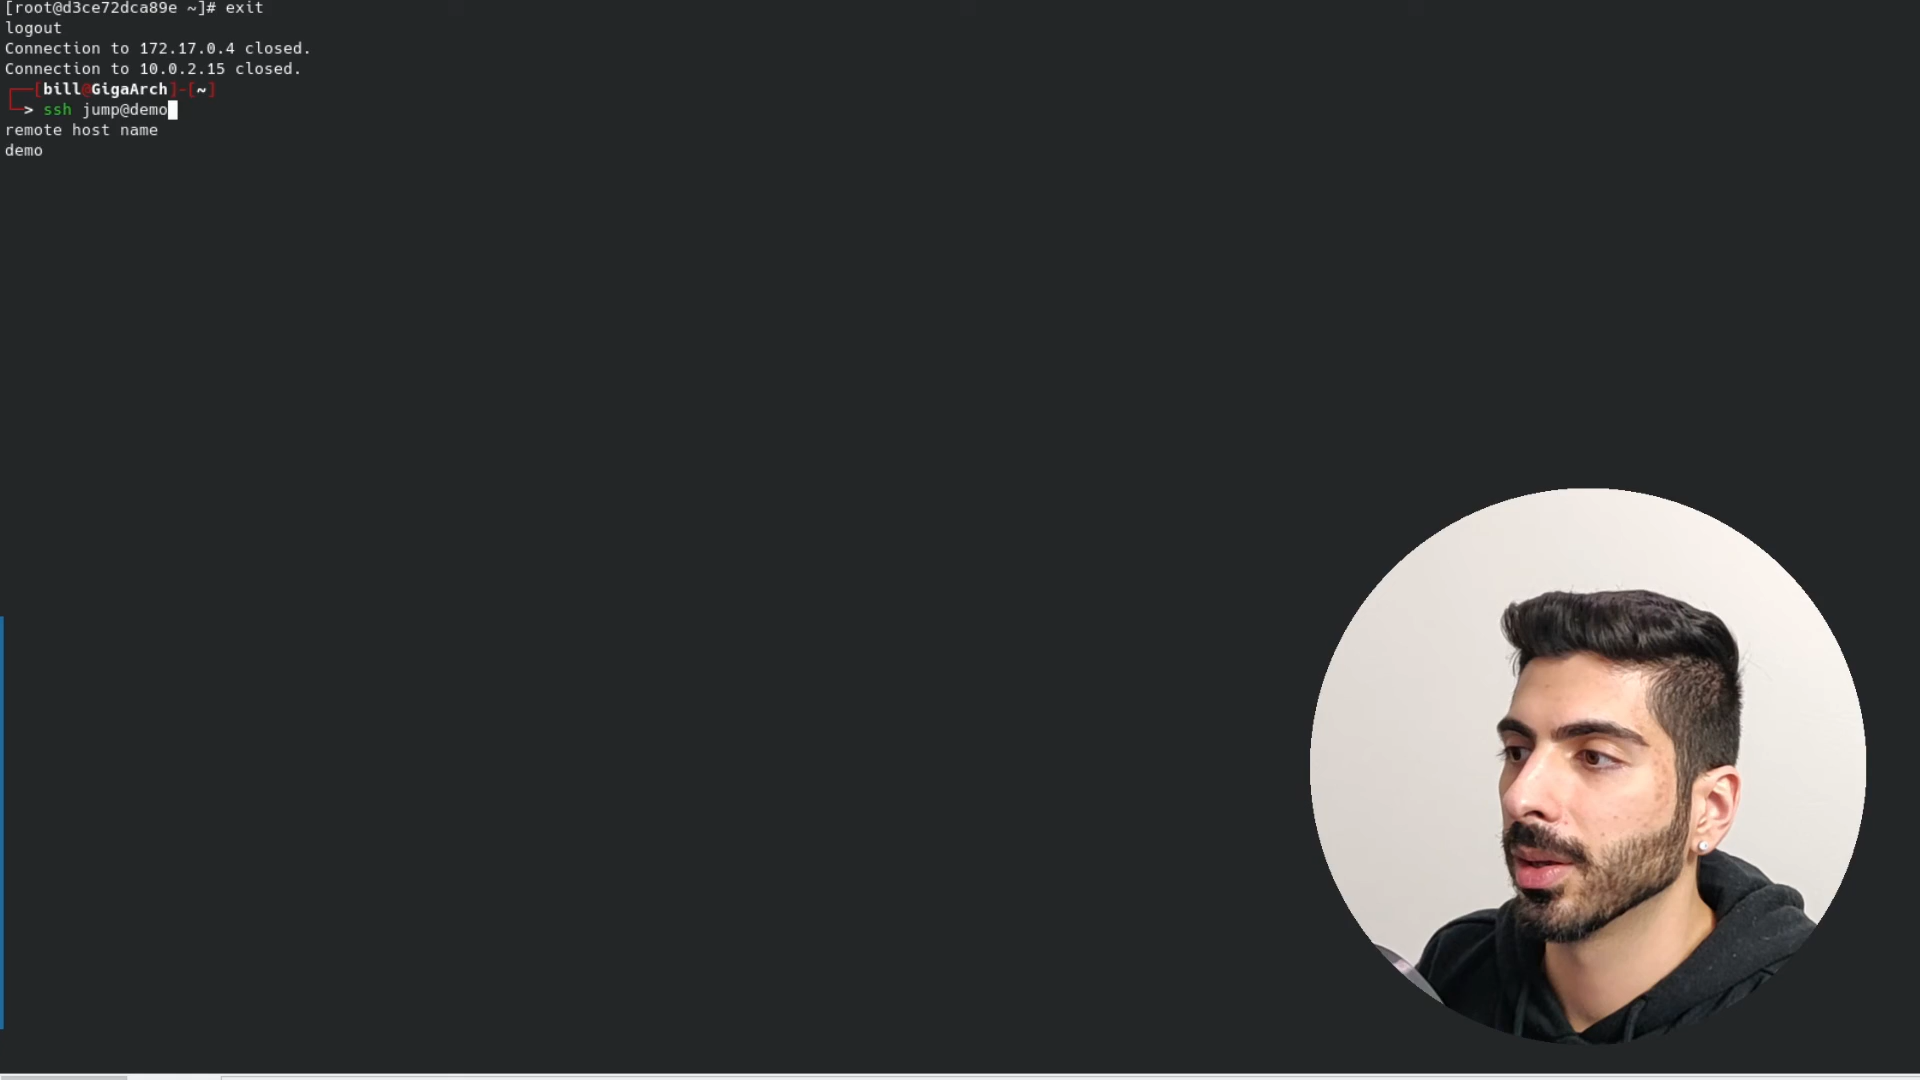 [root@d3ce72dca89e ~]# exit
logout
Connection to 172.17.0.4 closed.
Connection to 10.0.2.15 closed.
[bill@GigaArch]-[~]
> ssh jump@demo
remote host name
demo